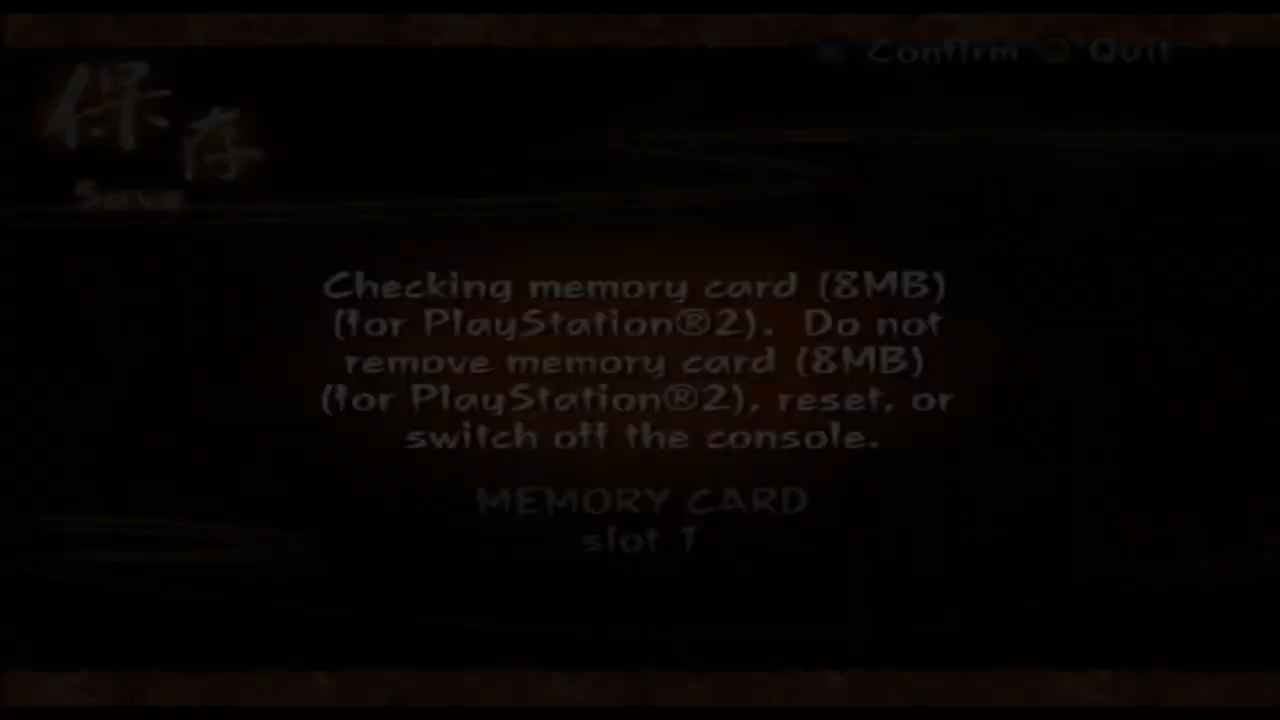 Confirm Quit
保存
Save
Checking memory card (8MB)
(for PlayStation®2). Do not
remove memory card (8MB)
(for PlayStation®2), reset, or
switch off the console.
MEMORY CARD
slot 1